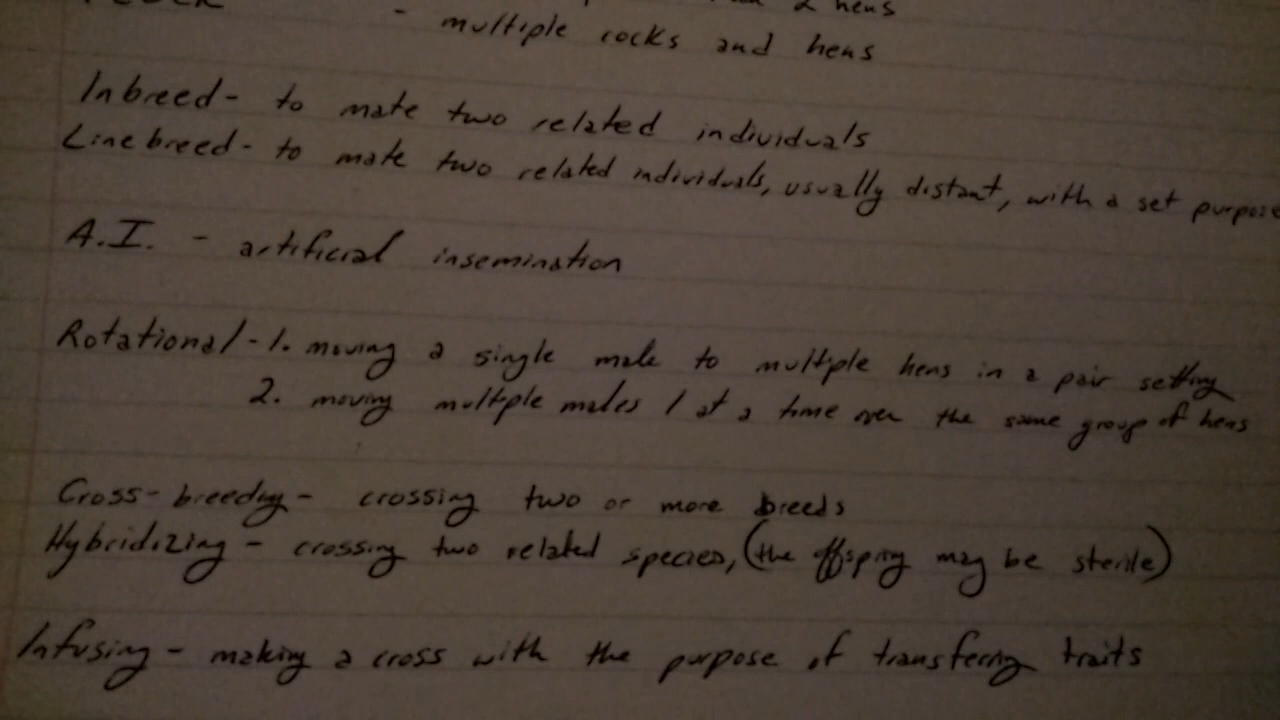 2 hens
- multiple cocks and hens
Inbreed- to mate two related individuals
Linebreed- to mate two related individuals, usually distant, with a set purpose
A.I. - artificial insemination
Rotational- 1. moving a single male to multiple hens in a pair setting
2. moving multiple males 1 at a time over the same group of hens
Cross-breeding- crossing two or more breeds
Hybridizing- crossing two related species, (the offspring may be sterile)
Infusing- making a cross with the purpose of transferring traits